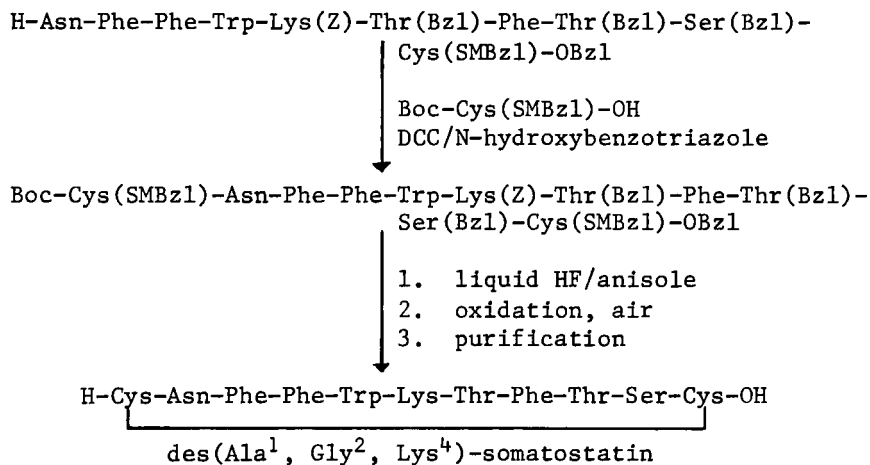 H-Asn-Phe-Phe-Trp-Lys(Z)-Thr(Bzl)-Phe-Thr(Bzl)-Ser(Bzl)-
Cys(SMBzl)-OBzl
Boc-Cys(SMBzl)-OH
DCC/N-hydroxybenzotriazole
Boc-Cys(SMBzl)-Asn-Phe-Phe-Trp-Lys(Z)-Thr(Bzl)-Phe-Thr(Bzl)-
Ser(Bzl)-Cys(SMBzl)-OBzl
1. liquid HF/anisole
2. oxidation, air
3. purification
H-Cys-Asn-Phe-Phe-Trp-Lys-Thr-Phe-Thr-Ser-Cys-OH
des(Ala¹, Gly², Lys⁴)-somatostatin